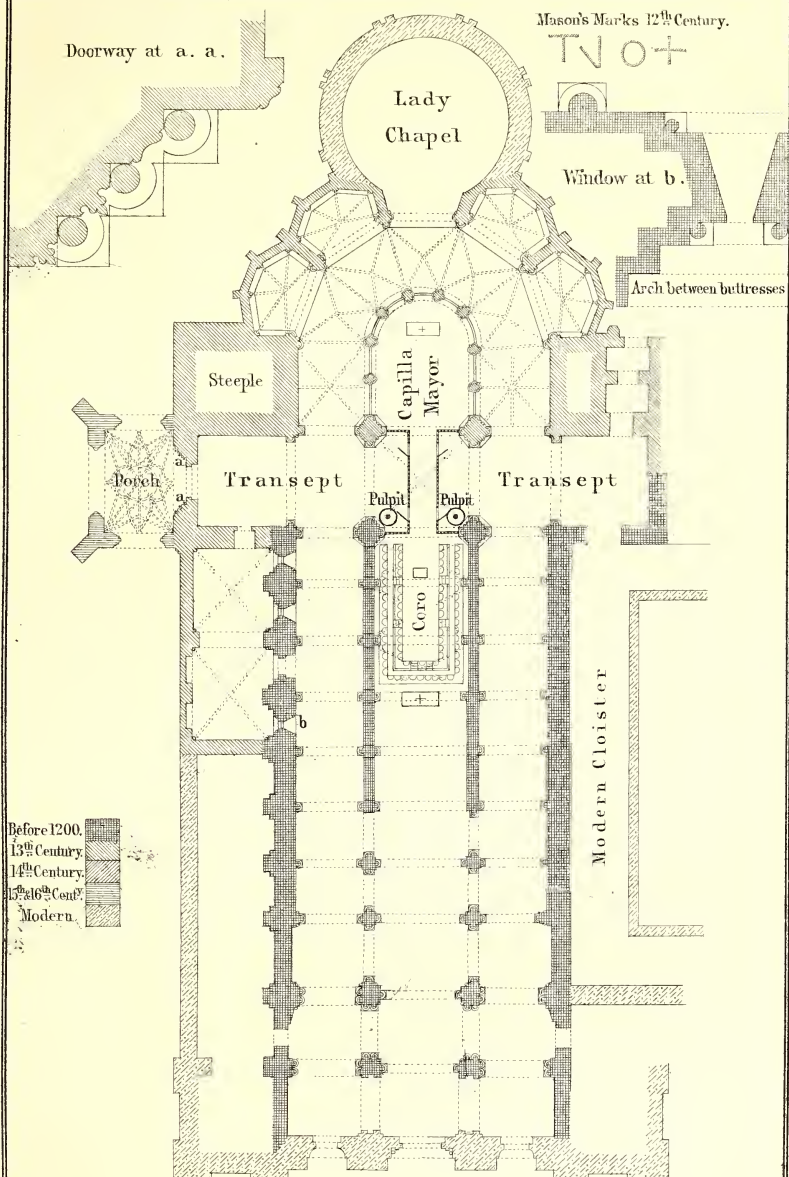 Mason's Marks 12th Century.
Doorway at a. a.
Lady
Chapel
Window at b.
Arch between buttresses
Steeple
Capilla
Mayor
Porch
a
a
Transept
Transept
Pulpit
Pulpit
Coro
b
Modern Cloister
Before 1200.
13th Century.
14th Century.
15th & 16th Centy.
Modern.